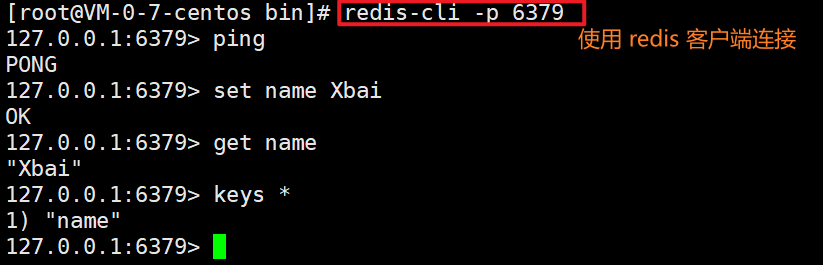 [root@VM-0-7-centos bin]# redis-cli -p 6379
127.0.0.1:6379> ping
使用 redis 客户端连接
PONG
127.0.0.1:6379> set name Xbai
OK
127.0.0.1:6379> get name
"Xbai"
127.0.0.1:6379> keys *
1) "name"
127.0.0.1:6379>